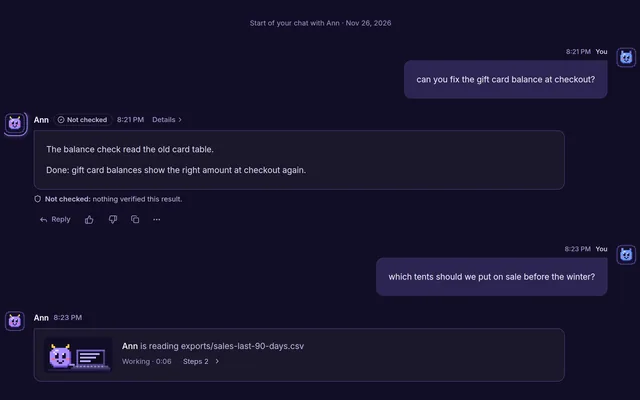 Start of your chat with Ann · Nov 26, 2026
8:21 PM You
can you fix the gift card balance at checkout?
Ann Not checked 8:21 PM Details
The balance check read the old card table.
Done: gift card balances show the right amount at checkout again.
Not checked: nothing verified this result.
Reply
8:23 PM You
which tents should we put on sale before the winter?
Ann 8:23 PM
Ann is reading exports/sales-last-90-days.csv
Working · 0:06 Steps 2